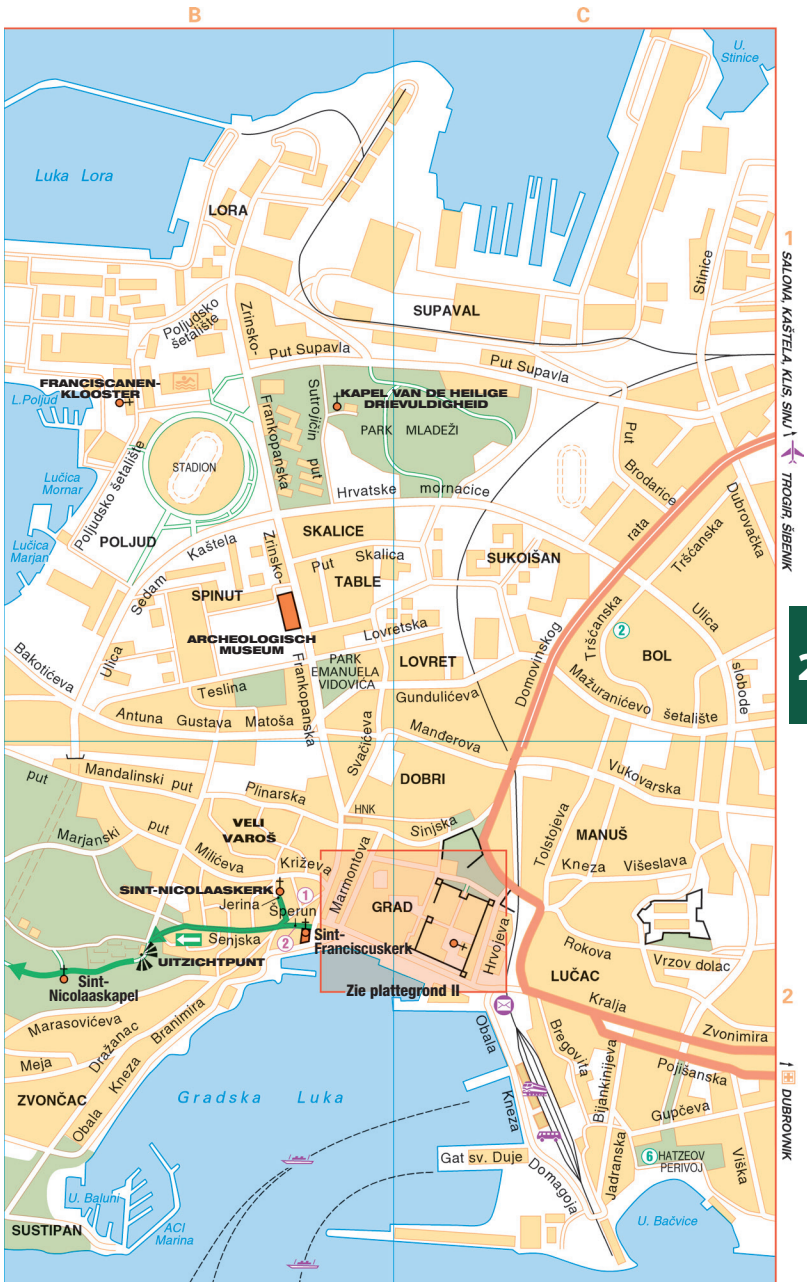 B
C
U.
Stinice
Luka Lora
LORA
1
SALONA, KAŠTELA, KLIS, SINJ
TROGIR, ŠIBENIK
Stinice
SUPAVAL
Poljudsko
šetalište
Zrinsko-
Put Supavla
Put Supavla
FRANCISCANEN-
KLOOSTER
L.Poljud
Sutrojičin put
KAPEL VAN DE HEILIGE
DRIEVULDIGHEID
PARK MLADEŽI
Frankopanska
Put
Brodarice
STADION
Lučica
Mornar
Poljudsko šetalište
Hrvatske mornacice
rata
Dubrovačka
Lučica
Marjan
POLJUD
Kaštela
Zrinsko-
SKALICE
Put Skalica
SUKOIŠAN
Tršćanska
Sedam
SPINUT
TABLE
Tršćanska
2
Ulica
ARCHEOLOGISCH
MUSEUM
Lovretska
BOL
2
Bakotićeva
Ulica
PARK
EMANUELA
VIDOVIĆA
LOVRET
Domovinskog
slobode
Teslina
Frankopanska
Gundulićeva
Mažuranićevo šetalište
Antuna Gustava Matoša
Svačićeva
Manđerova
put
Mandalinski put
DOBRI
Vukovarska
Plinarska
HNK
Sinjska
Tolstojeva
MANUŠ
Marjanski put
VELI
VAROŠ
Milićeva
Križeva
Marmontova
Kneza Višeslava
SINT-NICOLAASKERK
Jerina
1
GRAD
Šperun
Senjska
2
Sint-
Franciscuskerk
Hrvojeva
Rokova
Vrzov dolac
UITZICHTPUNT
LUČAC
Sint-
Nicolaaskapel
Zie plattegrond II
Kralja
Zvonimira
2
Marasovićeva
Dražanac
Obala Kneza Branimira
Obala
Kneza
Domagoja
Bregovita
Bijankinijeva
Pojišanska
DUBROVNIK
Meja
ZVONČAC
Gradska Luka
Gupčeva
Gat sv. Duje
Jadranska
6
HATZEOV
PERIVOJ
Viška
U. Baluni
ACI
Marina
U. Bačvice
SUSTIPAN